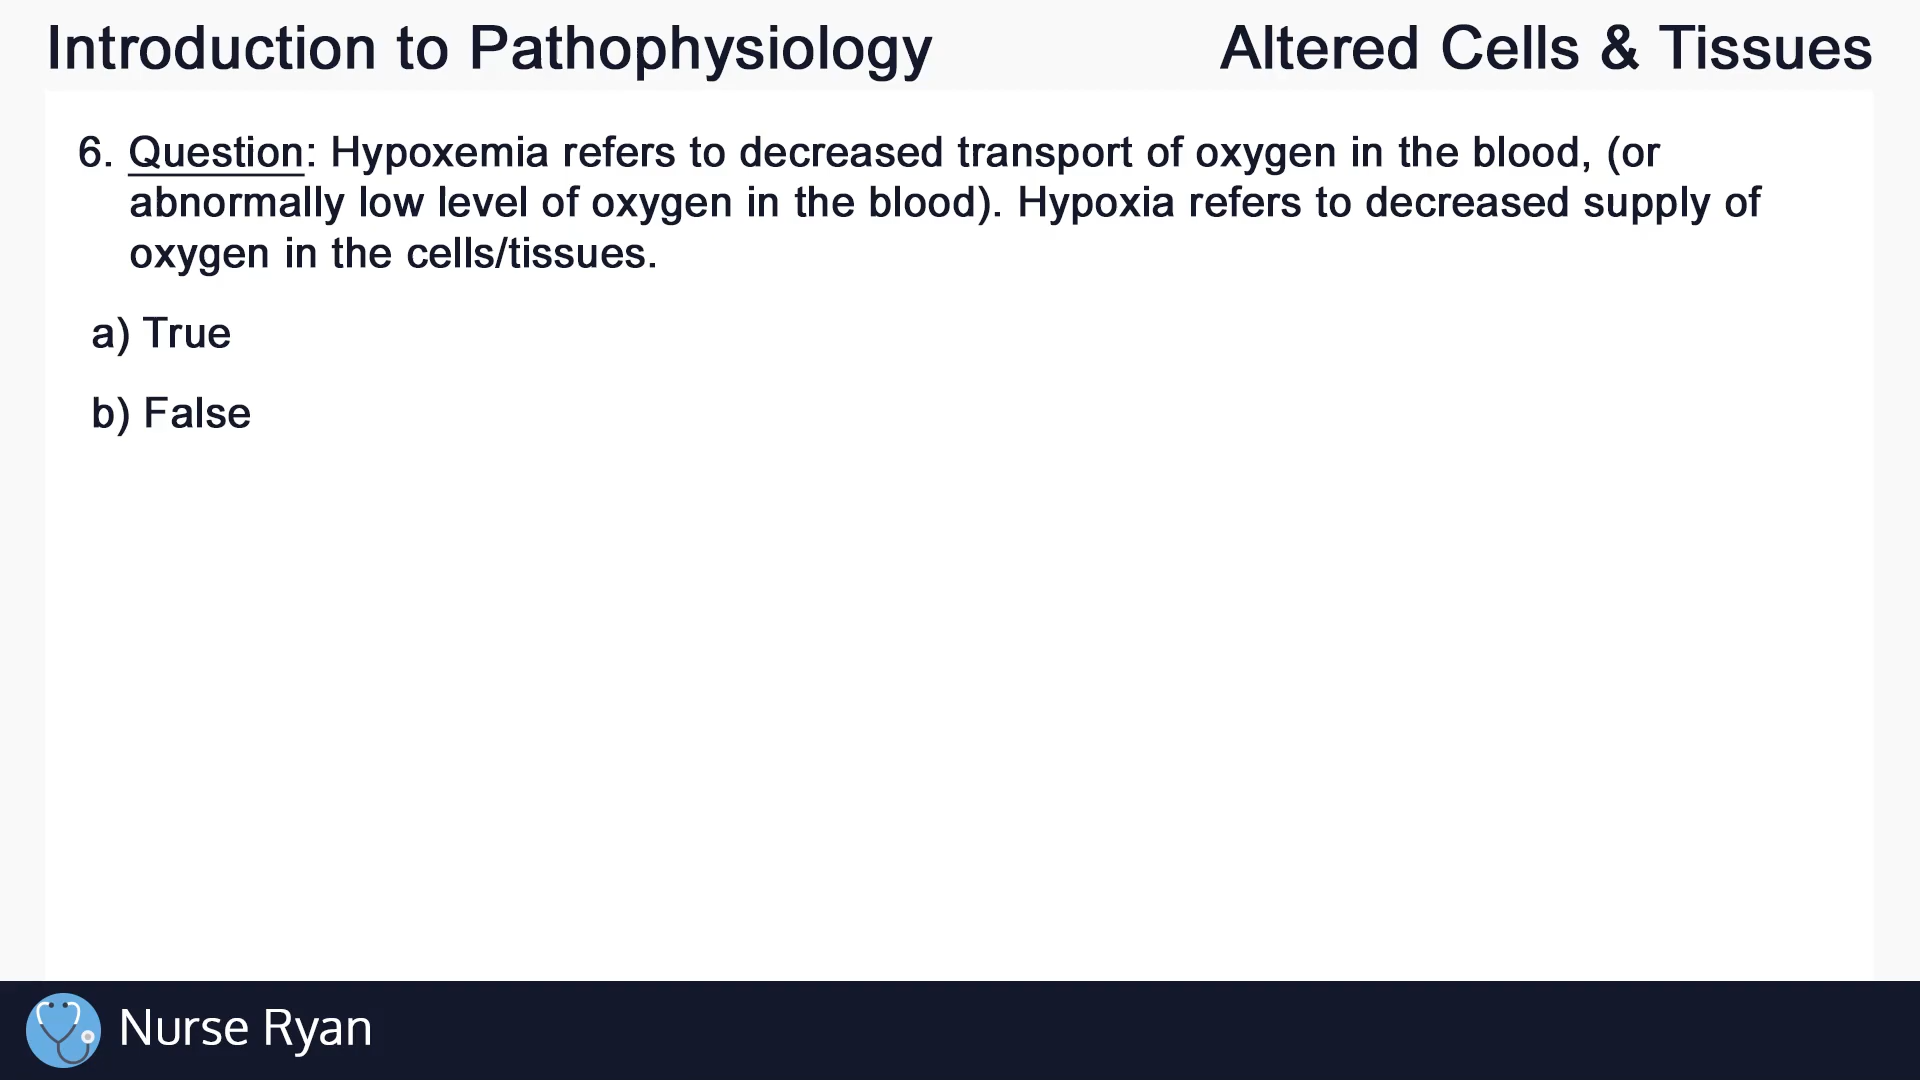 Introduction to Pathophysiology
Altered Cells & Tissues
6. Question: Hypoxemia refers to decreased transport of oxygen in the blood, (or
abnormally low level of oxygen in the blood). Hypoxia refers to decreased supply of
oxygen in the cells/tissues.
a) True
b) False
Nurse Ryan